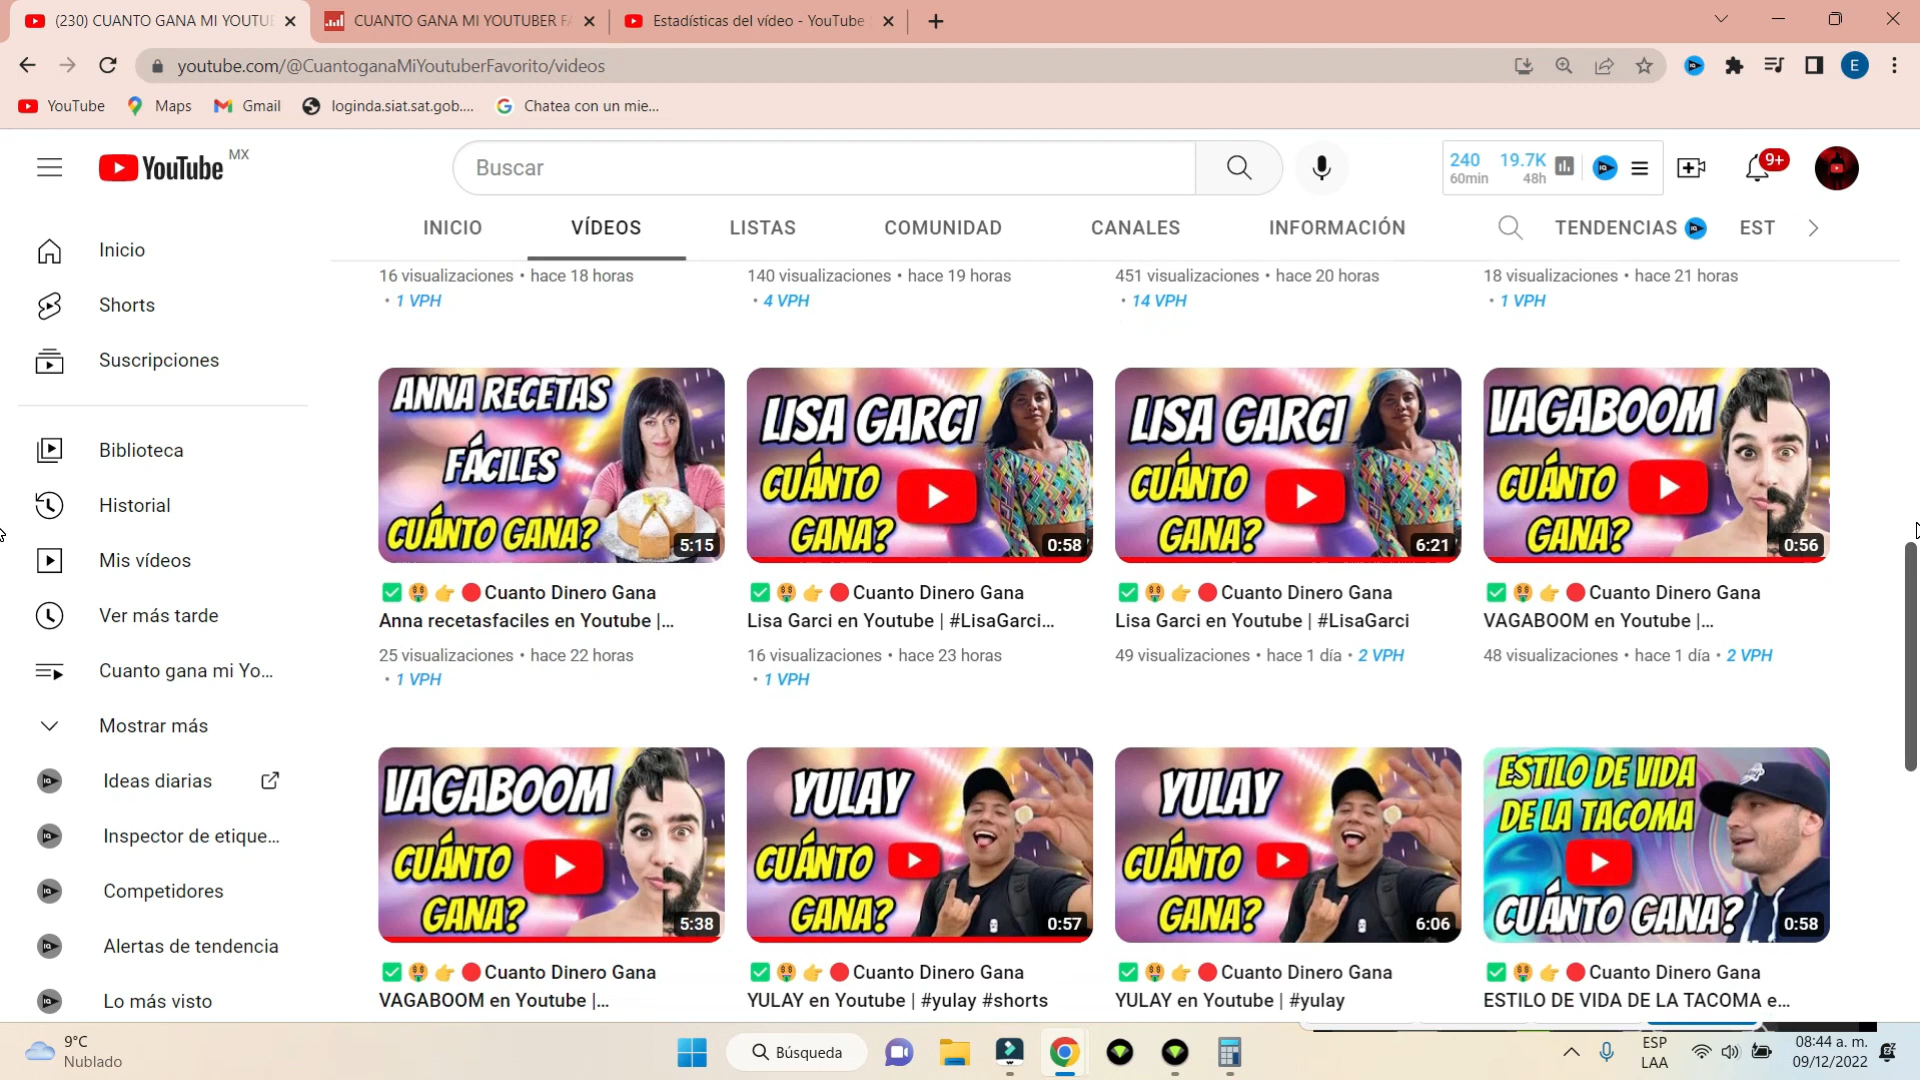 (230) CUANTO GANA MI YOUTUB
CUANTO GANA MI YOUTUBER F
Estadísticas del vídeo - YouTube
youtube.com/@CuantoganaMiYoutuberFavorito/videos
E
YouTube
Maps
Gmail
loginda.siat.sat.gob....
Chatea con un mie...
YouTube MX
Buscar
240
60min
19.7K
48h
9+
INICIO
VÍDEOS
LISTAS
COMUNIDAD
CANALES
INFORMACIÓN
TENDENCIAS
EST
Inicio
Shorts
Suscripciones
Biblioteca
Historial
Mis vídeos
Ver más tarde
Cuanto gana mi Yo...
Mostrar más
Ideas diarias
Inspector de etique...
Competidores
Alertas de tendencia
Lo más visto
16 visualizaciones • hace 18 horas
• 1 VPH
140 visualizaciones • hace 19 horas
• 4 VPH
451 visualizaciones • hace 20 horas
• 14 VPH
18 visualizaciones • hace 21 horas
• 1 VPH
ANNA RECETAS
FÁCILES
CUÁNTO GANA?
5:15
✅ 🤑 👉 🔴Cuanto Dinero Gana
Anna recetasfaciles en Youtube |...
25 visualizaciones • hace 22 horas
• 1 VPH
LISA GARCI
CUÁNTO
GANA?
0:58
✅ 🤑 👉 🔴Cuanto Dinero Gana
Lisa Garci en Youtube | #LisaGarci...
16 visualizaciones • hace 23 horas
• 1 VPH
LISA GARCI
CUÁNTO
GANA?
6:21
✅ 🤑 👉 🔴Cuanto Dinero Gana
Lisa Garci en Youtube | #LisaGarci
49 visualizaciones • hace 1 día • 2 VPH
VAGABOOM
CUÁNTO
GANA?
0:56
✅ 🤑 👉 🔴Cuanto Dinero Gana
VAGABOOM en Youtube |...
48 visualizaciones • hace 1 día • 2 VPH
VAGABOOM
CUÁNTO
GANA?
5:38
✅ 🤑 👉 🔴Cuanto Dinero Gana
VAGABOOM en Youtube |...
YULAY
CUÁNTO
GANA?
0:57
✅ 🤑 👉 🔴Cuanto Dinero Gana
YULAY en Youtube | #yulay #shorts
YULAY
CUÁNTO
GANA?
6:06
✅ 🤑 👉 🔴Cuanto Dinero Gana
YULAY en Youtube | #yulay
ESTILO DE VIDA
DE LA TACOMA
CUÁNTO GANA?
0:58
✅ 🤑 👉 🔴Cuanto Dinero Gana
ESTILO DE VIDA DE LA TACOMA e...
9°C
Nublado
Búsqueda
ESP
LAA
08:44 a. m.
09/12/2022